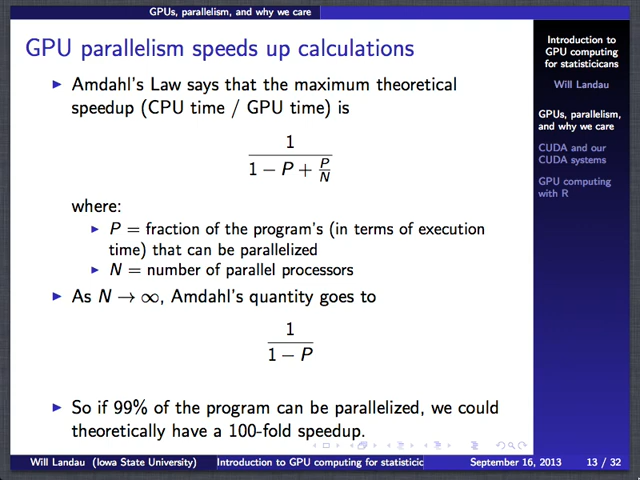 GPUs, parallelism, and why we care
GPU parallelism speeds up calculations
Amdahl's Law says that the maximum theoretical
speedup (CPU time / GPU time) is
1
1 − P + P/N
where:
P = fraction of the program's (in terms of execution
time) that can be parallelized
N = number of parallel processors
As N → ∞, Amdahl's quantity goes to
1
1 − P
So if 99% of the program can be parallelized, we could
theoretically have a 100-fold speedup.
Introduction to
GPU computing
for statisticicans
Will Landau
GPUs, parallelism,
and why we care
CUDA and our
CUDA systems
GPU computing
with R
Will Landau (Iowa State University) Introduction to GPU computing for statisticic September 16, 2013 13 / 32